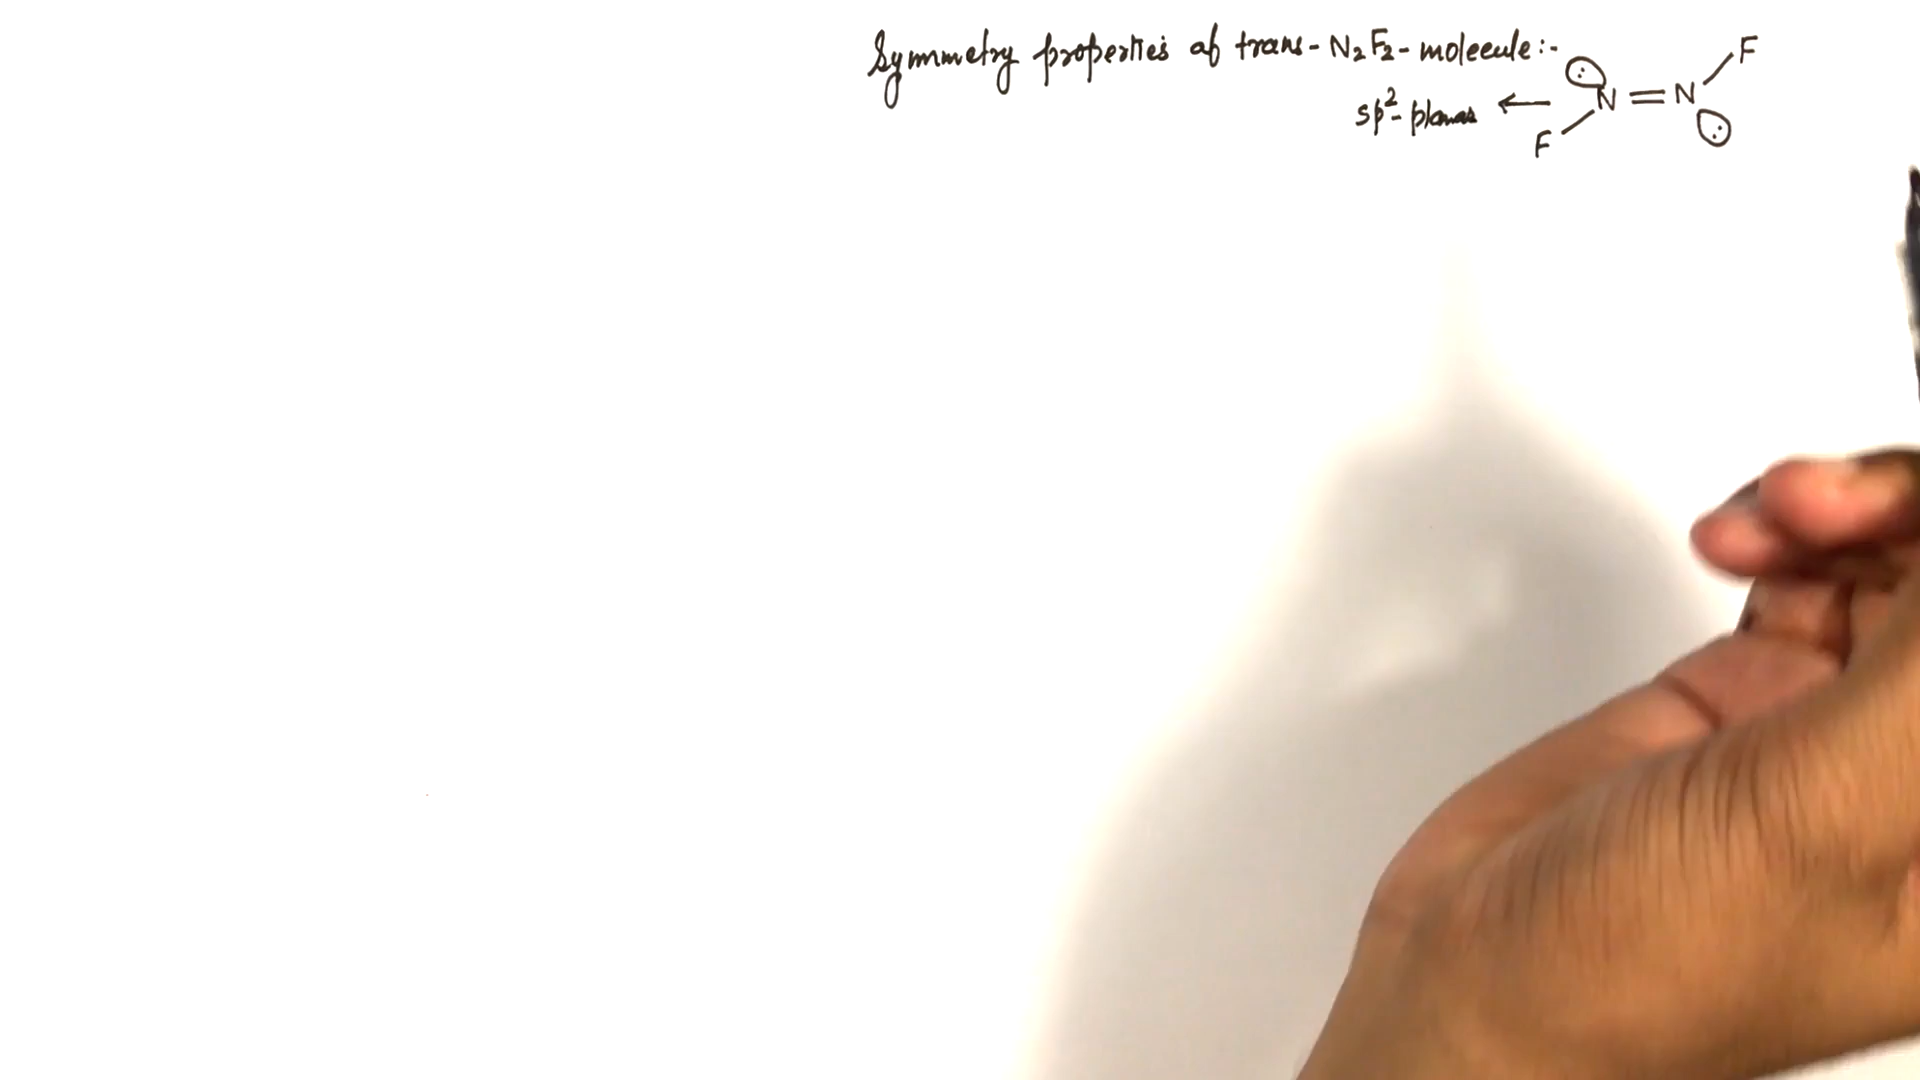 Symmetry properties of trans-N₂F₂-molecule:-
F
N=N
sp²-planar ←
F